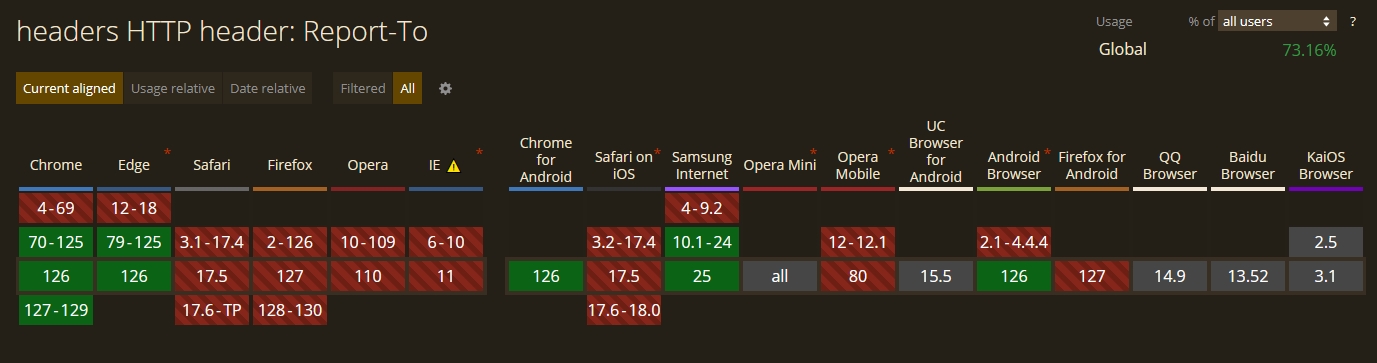 headers HTTP header: Report-To
Usage % of all users ?
Global 73.16%
Current aligned Usage relative Date relative Filtered All
Chrome Edge * Safari Firefox Opera IE *
Chrome for Android Safari on iOS * Samsung Internet Opera Mini * Opera Mobile * UC Browser for Android Android Browser * Firefox for Android QQ Browser Baidu Browser KaiOS Browser
4-69 12-18 4-9.2
70-125 79-125 3.1-17.4 2-126 10-109 6-10 3.2-17.4 10.1-24 12-12.1 2.1-4.4.4 2.5
126 126 17.5 127 110 11 126 17.5 25 all 80 15.5 126 127 14.9 13.52 3.1
127-129 17.6-TP 128-130 17.6-18.0